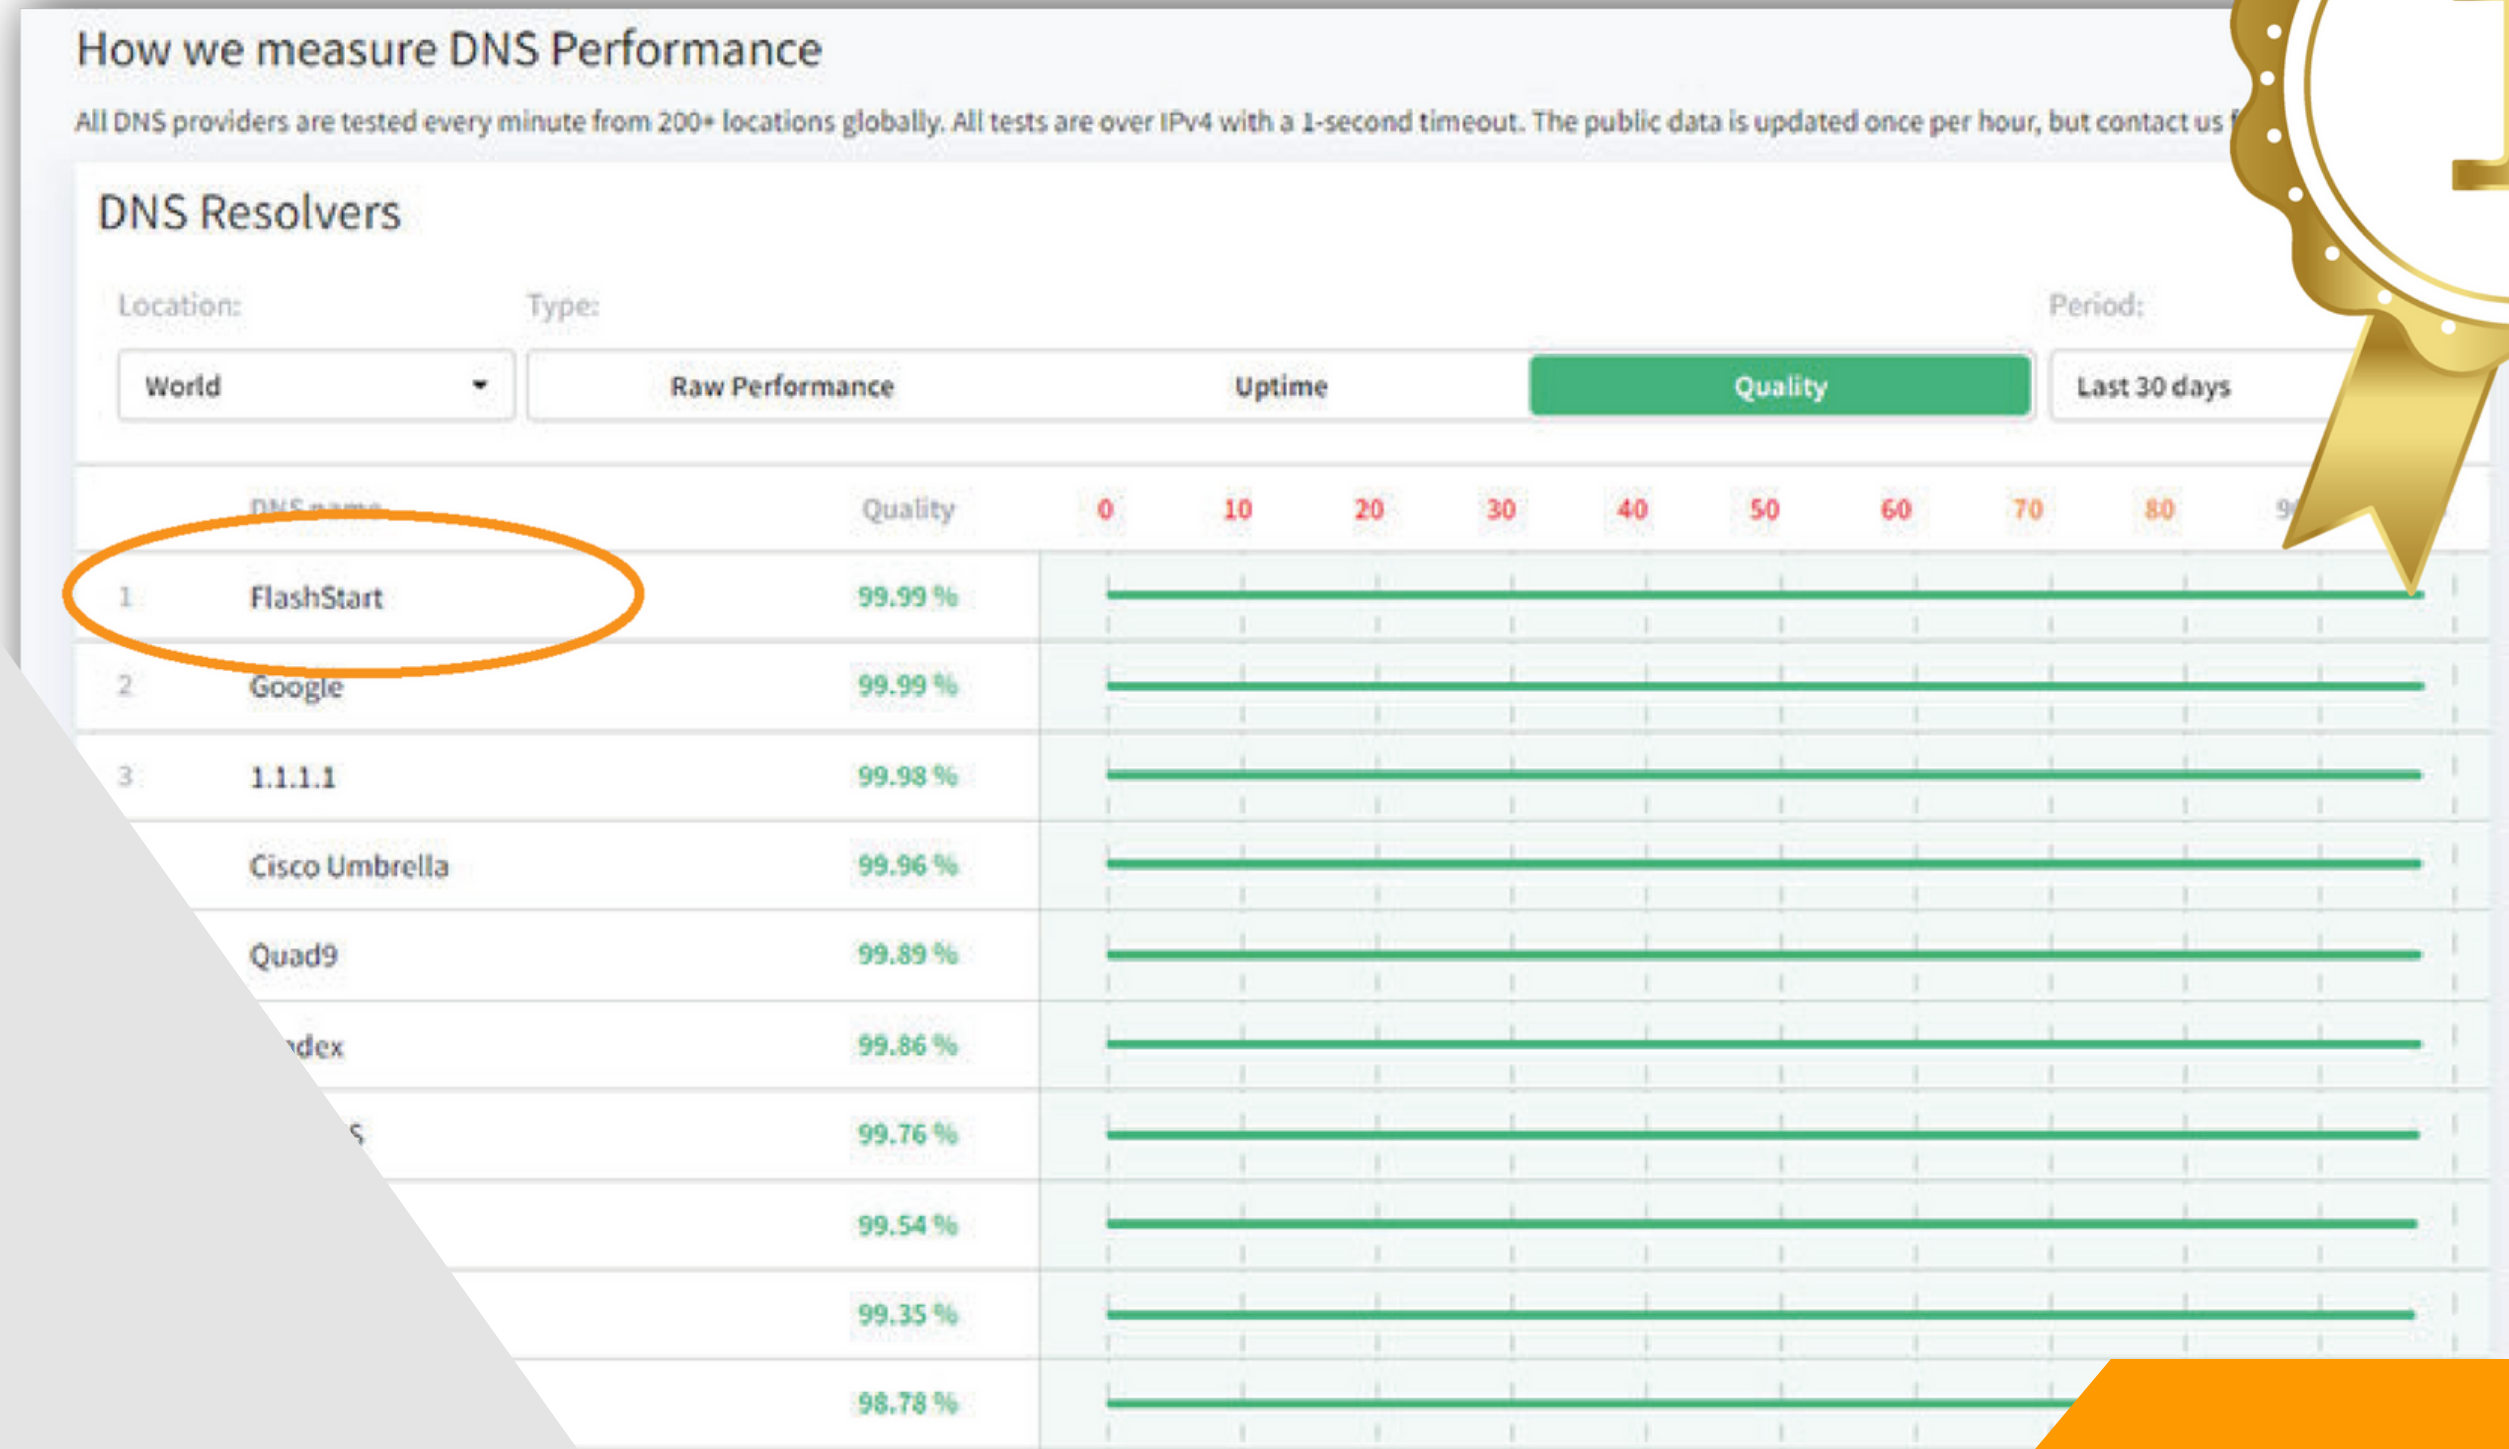 How we measure DNS Performance
All DNS providers are tested every minute from 200+ locations globally. All tests are over IPv4 with a 1-second timeout. The public data is updated once per hour, but contact us
DNS Resolvers
Location: Type: Period:
World Raw Performance Uptime Quality Last 30 days
DNS name Quality 0 10 20 30 40 50 60 70 80
1 FlashStart 99.99 %
2 Google 99.99 %
3 1.1.1.1 99.98 %
Cisco Umbrella 99.96 %
Quad9 99.89 %
99.86 %
99.76 %
99.54 %
99.35 %
98.78 %